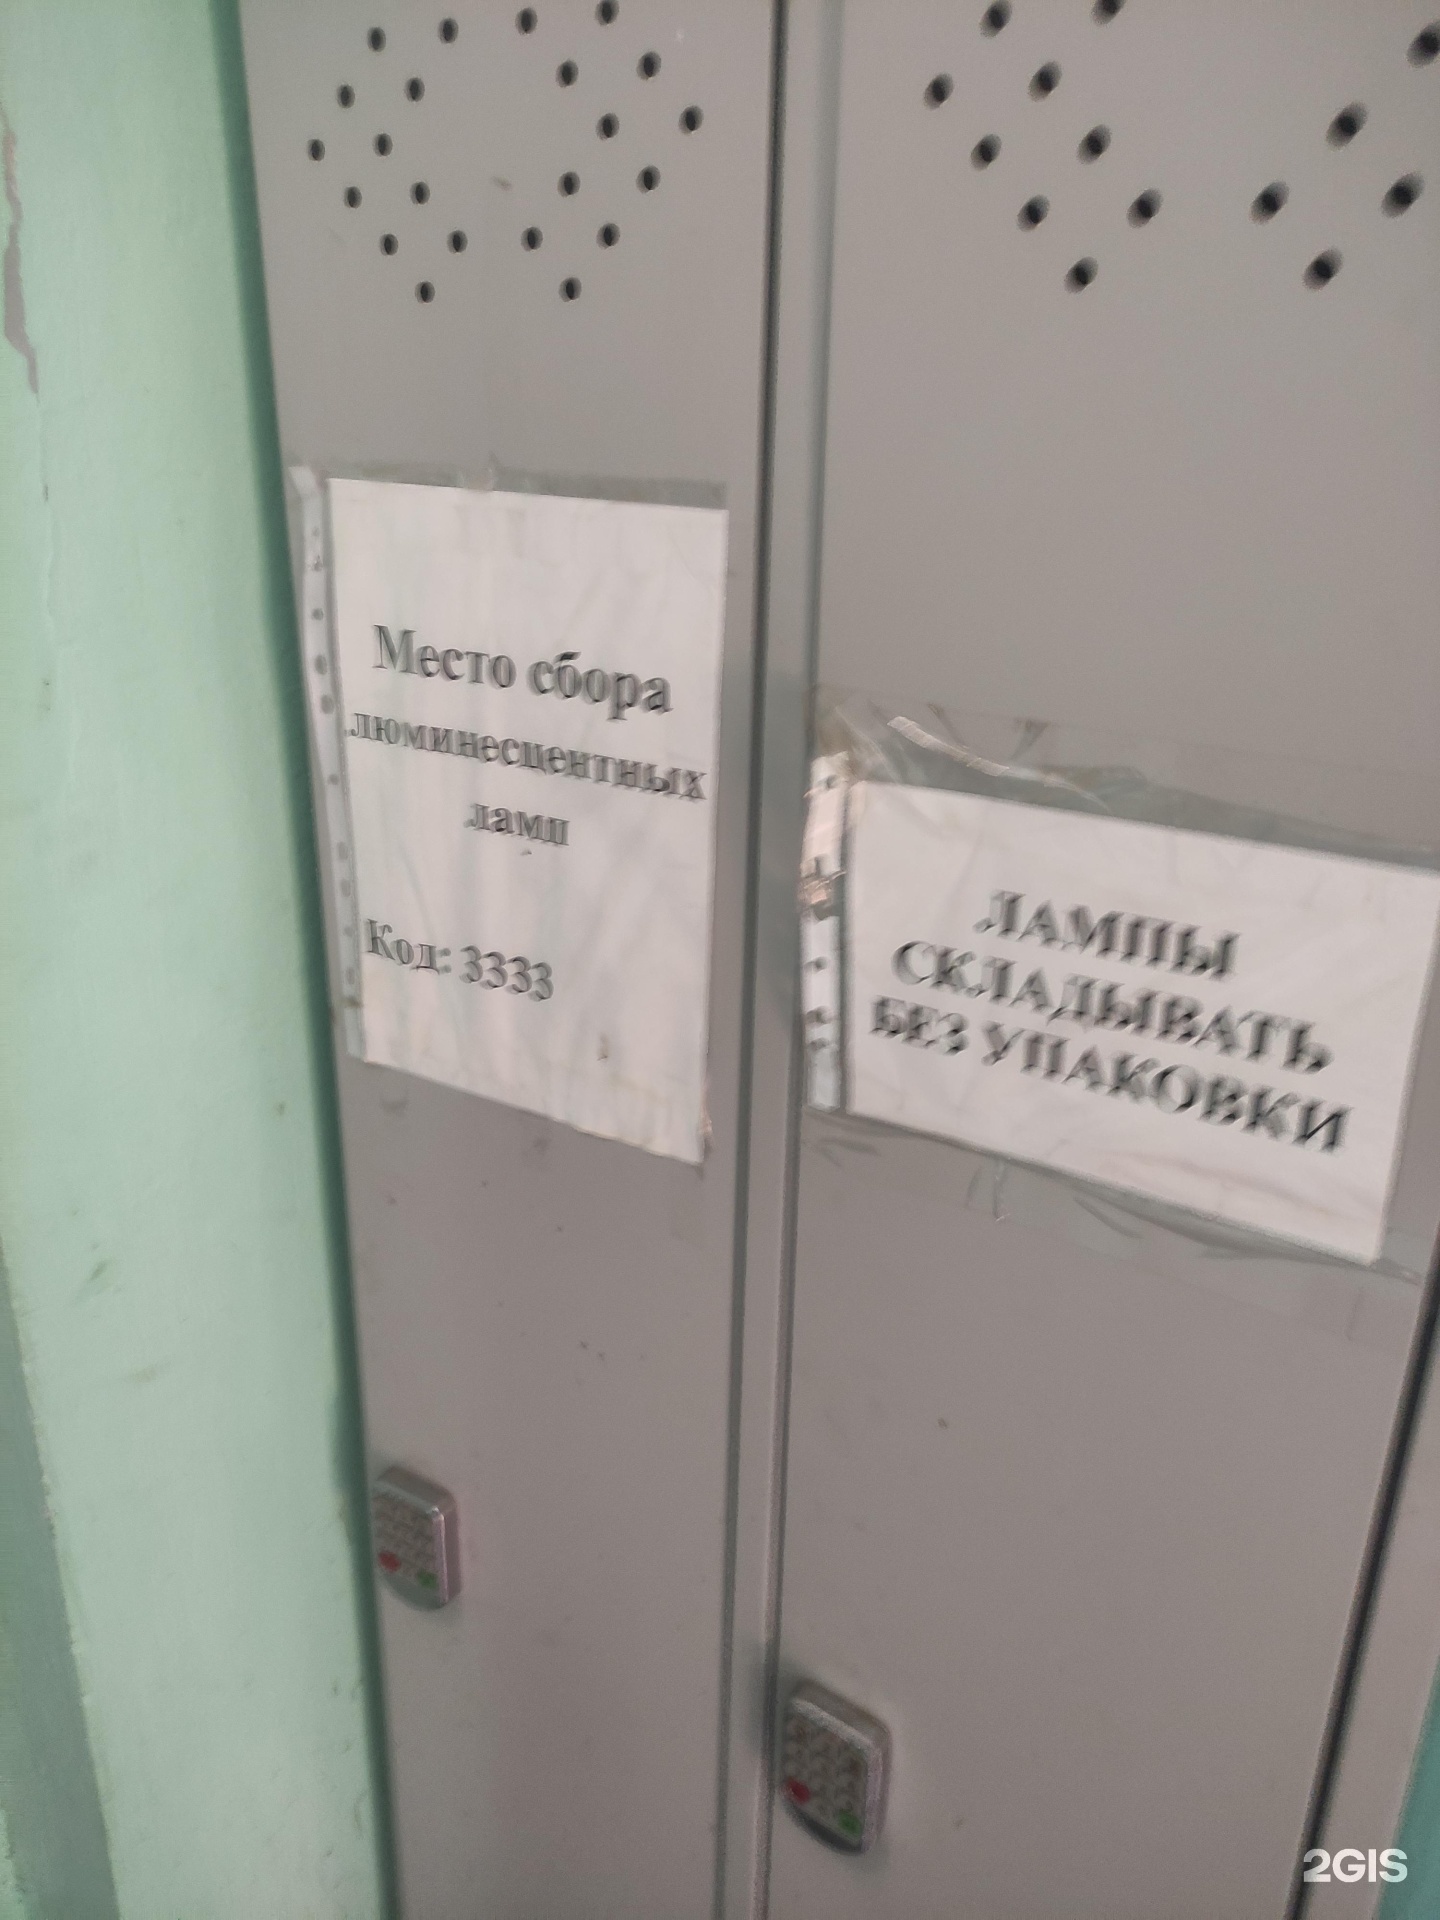 Место сбора
люминесцентных
ламп
Код: 3333
ЛАМПЫ
СКЛАДЫВАТЬ
БЕЗ УПАКОВКИ
2GIS